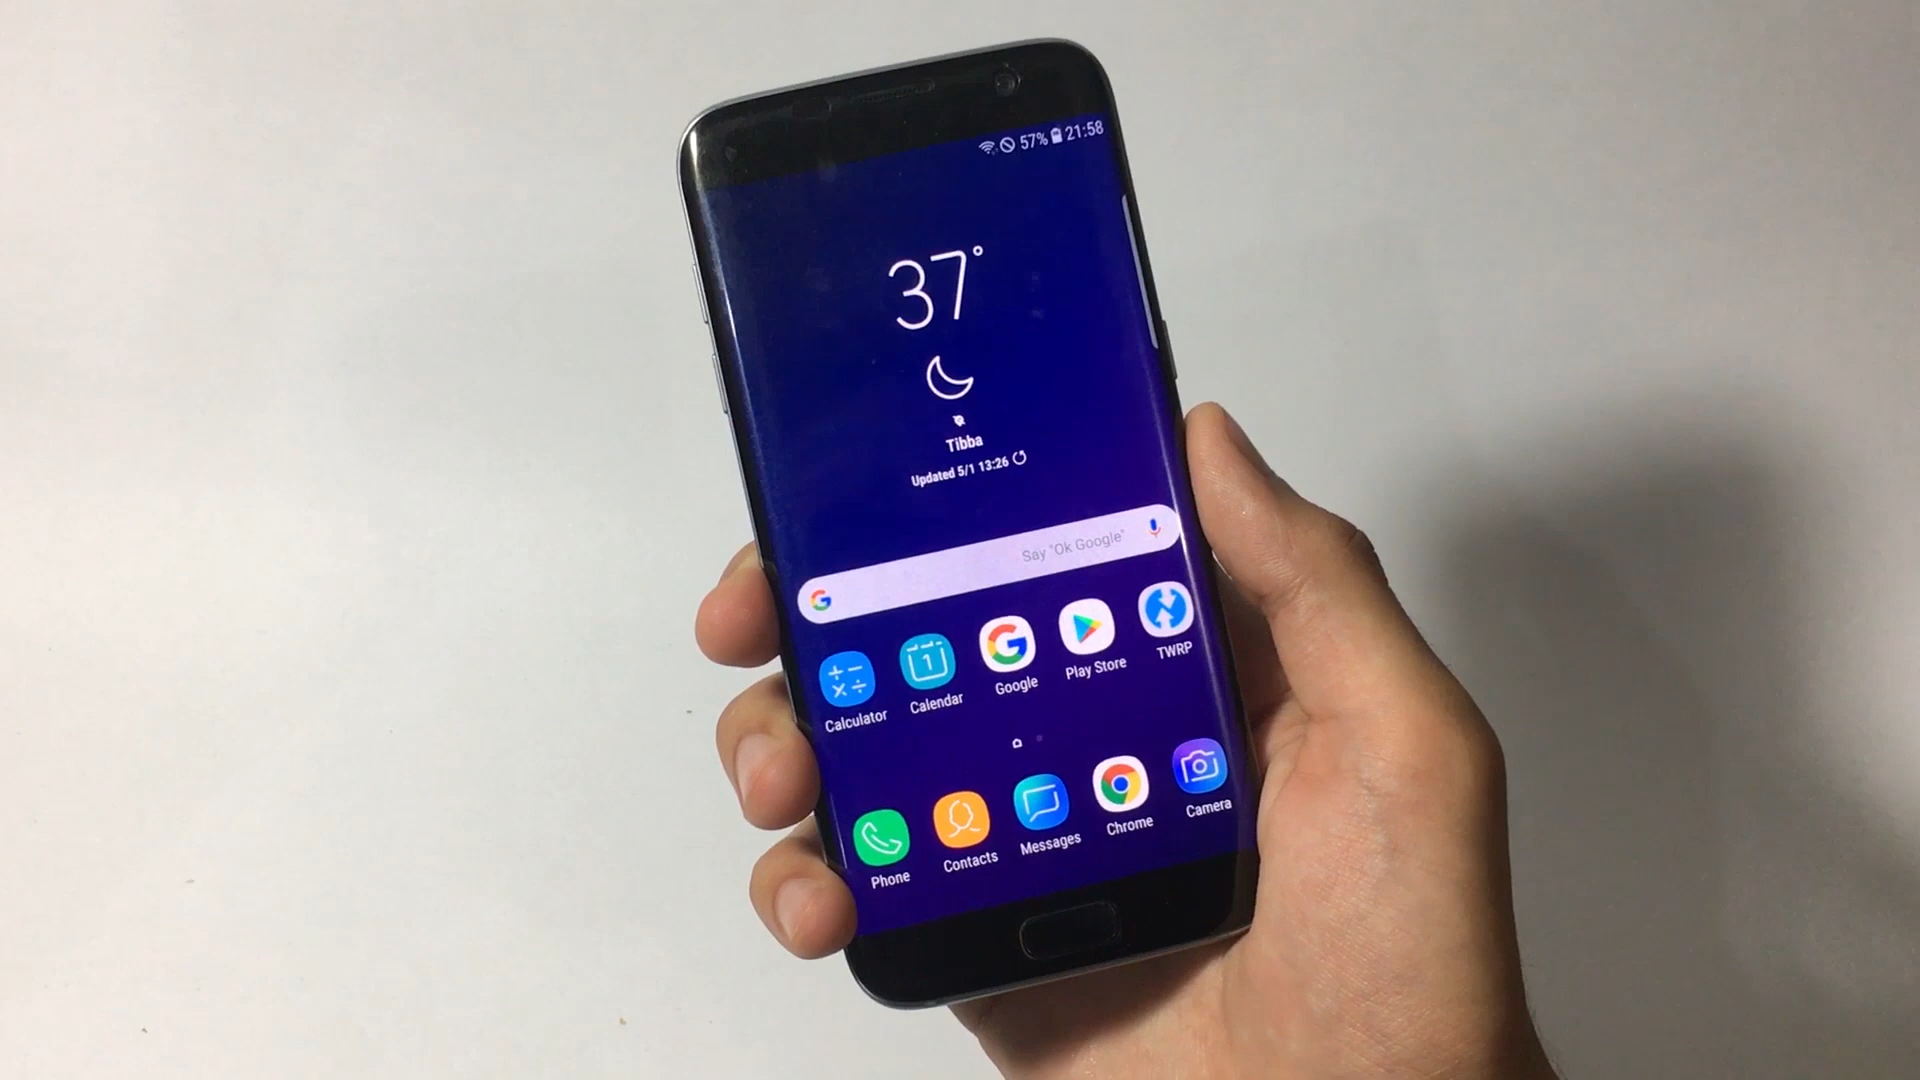 57% 21:58
37°
Tibba
Updated 5/1 13:26
Say "Ok Google"
Calculator
1
Calendar
Google
Play Store
TWRP
Phone
Contacts
Messages
Chrome
Camera